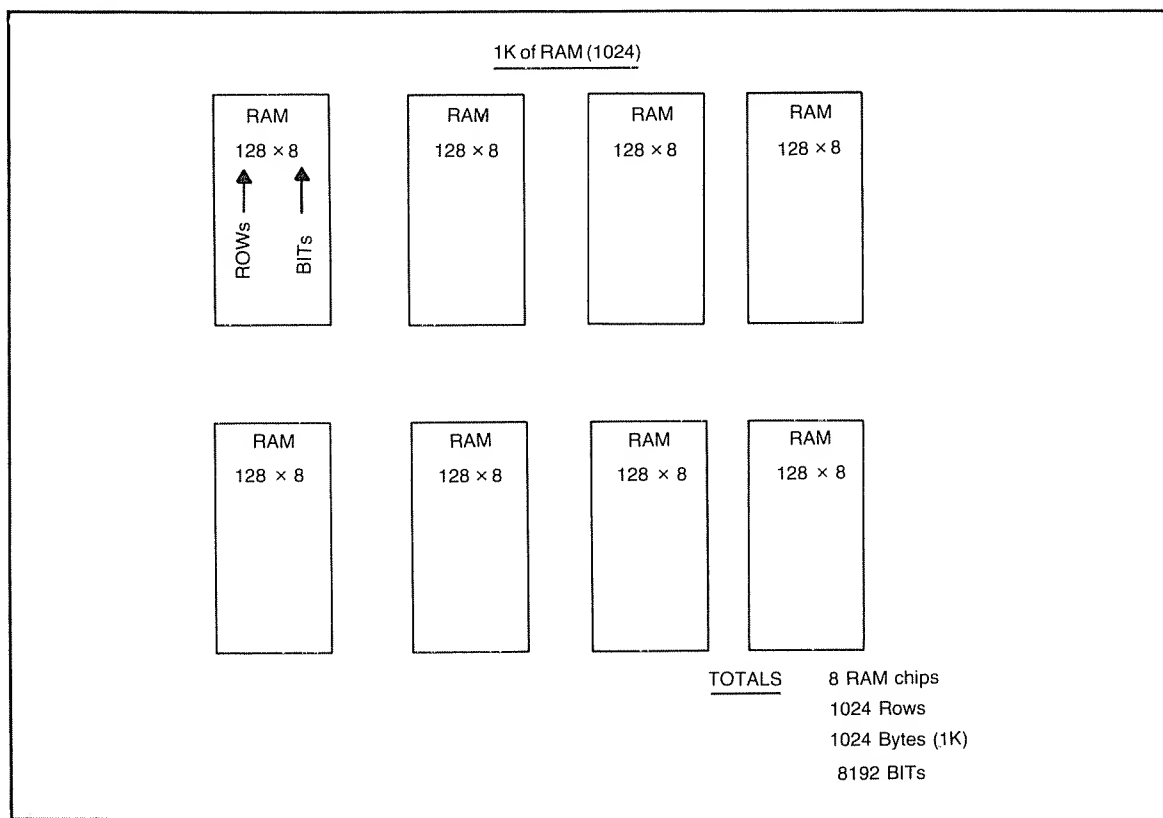 1K of RAM (1024)
RAM RAM RAM RAM
128 × 8 128 × 8 128 × 8 128 × 8
ROWs BITs
RAM RAM RAM RAM
128 × 8 128 × 8 128 × 8 128 × 8
TOTALS 8 RAM chips
1024 Rows
1024 Bytes (1K)
8192 BITs